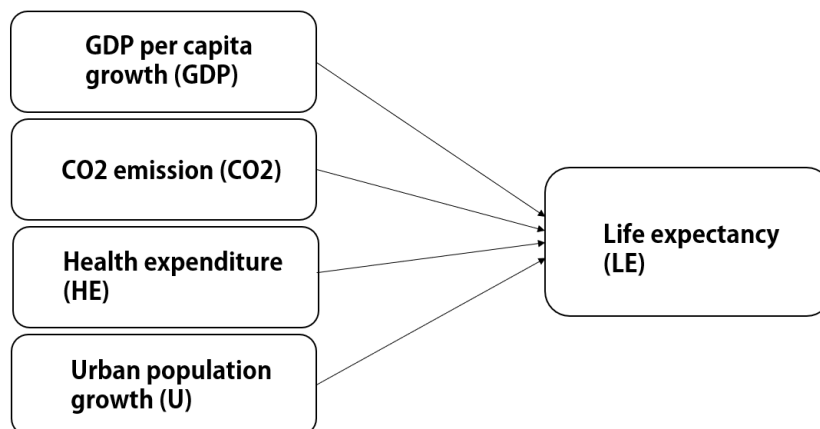 GDP per capita
growth (GDP)
CO2 emission (CO2)
Health expenditure
(HE)
Urban population
growth (U)
Life expectancy
(LE)